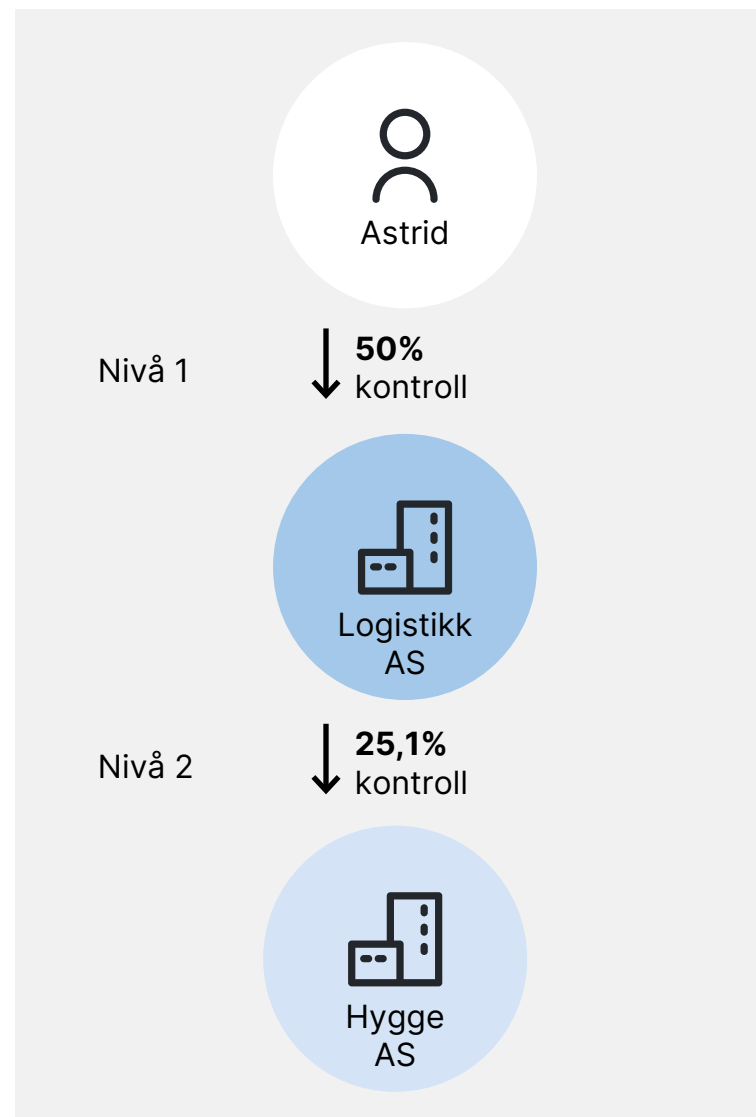 Astrid
Nivå 1
50%
kontroll
Logistikk
AS
Nivå 2
25,1%
kontroll
Hygge
AS